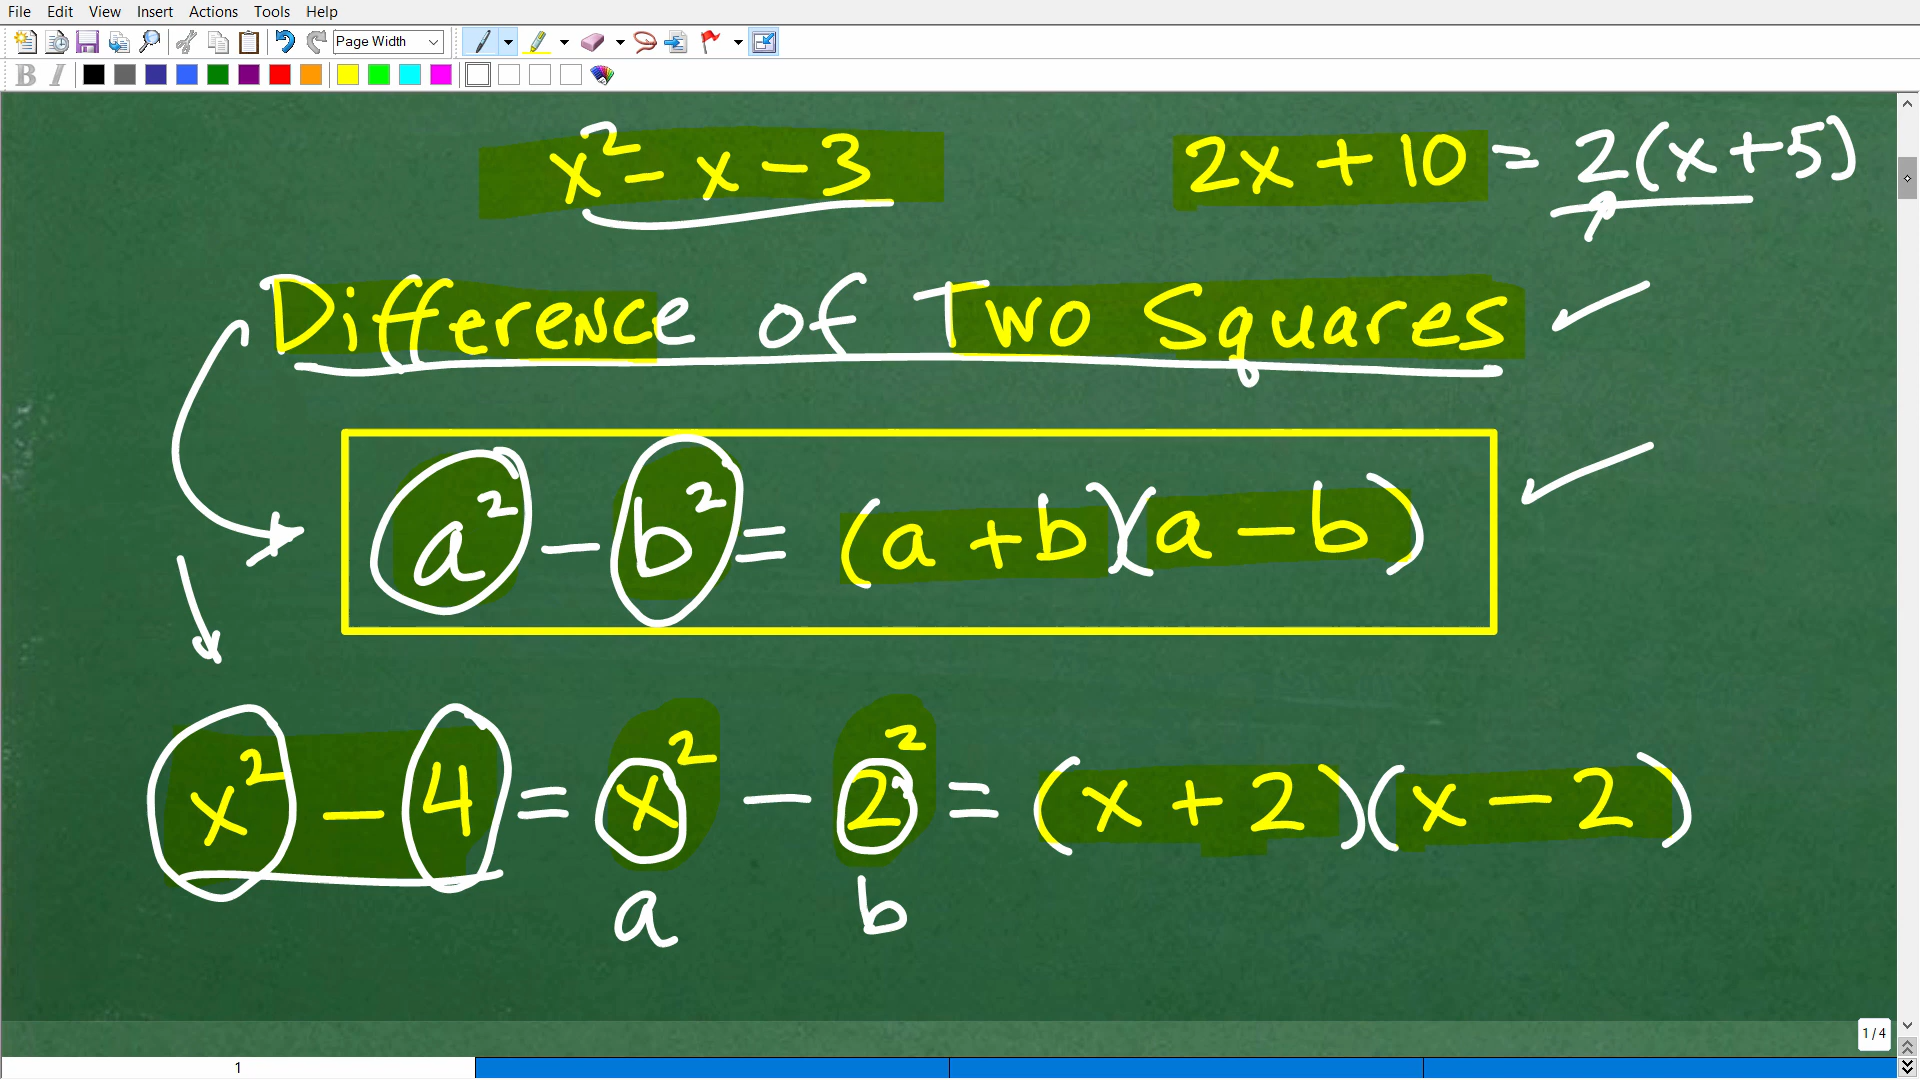 File Edit View Insert Actions Tools Help
Page Width
B I
x² - x - 3
2x + 10 = 2(x+5)
Difference of Two Squares
a² - b² = (a + b)(a - b)
x² - 4 = x² - 2² = (x + 2)(x - 2)
a b
1 / 4
1